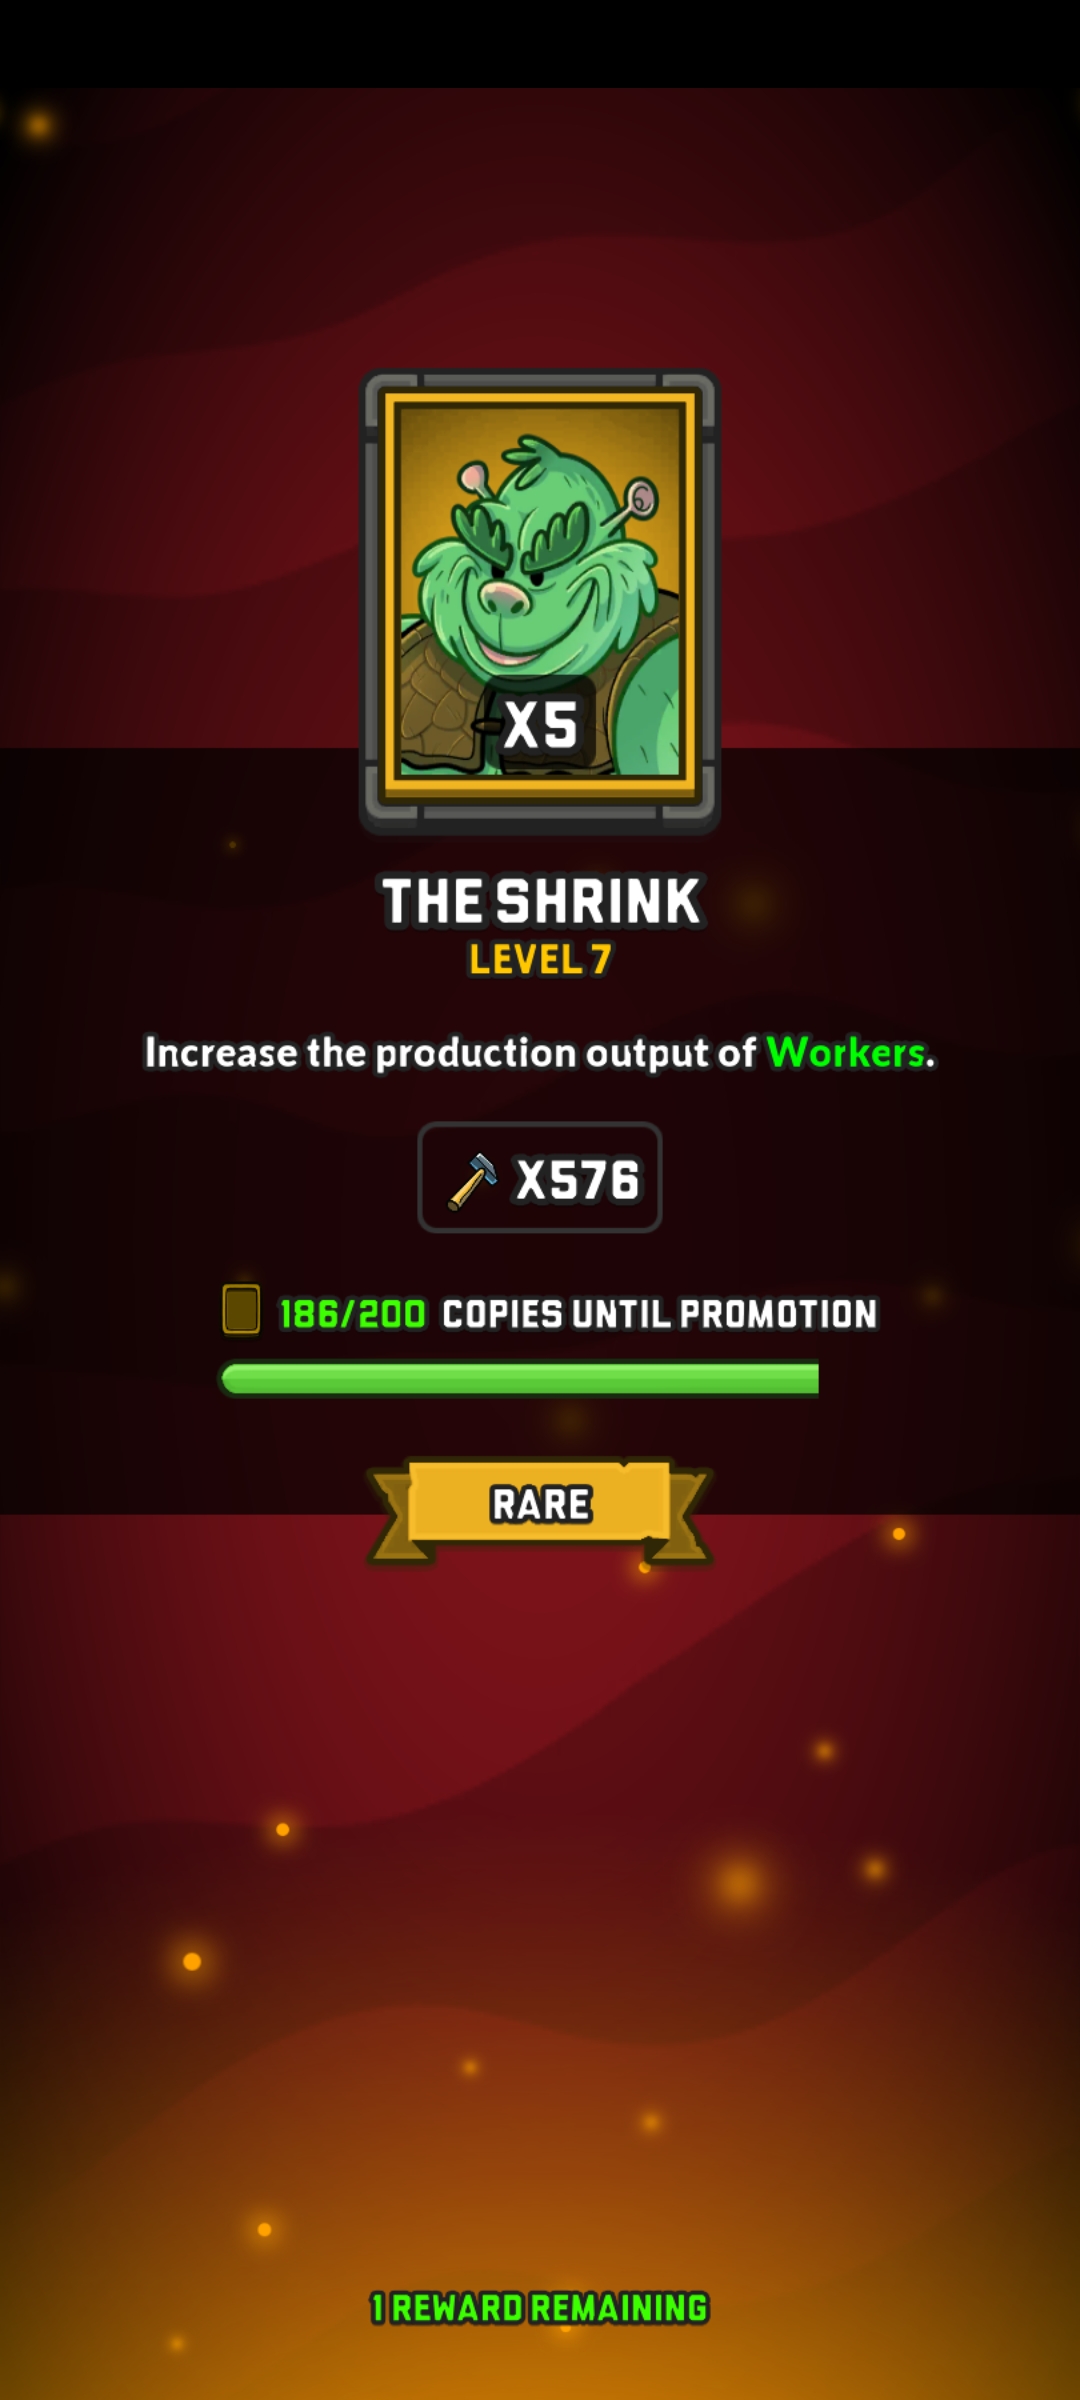 X5
THE SHRINK
LEVEL 7
Increase the production output of Workers.
X576
186/200 COPIES UNTIL PROMOTION
RARE
1 REWARD REMAINING